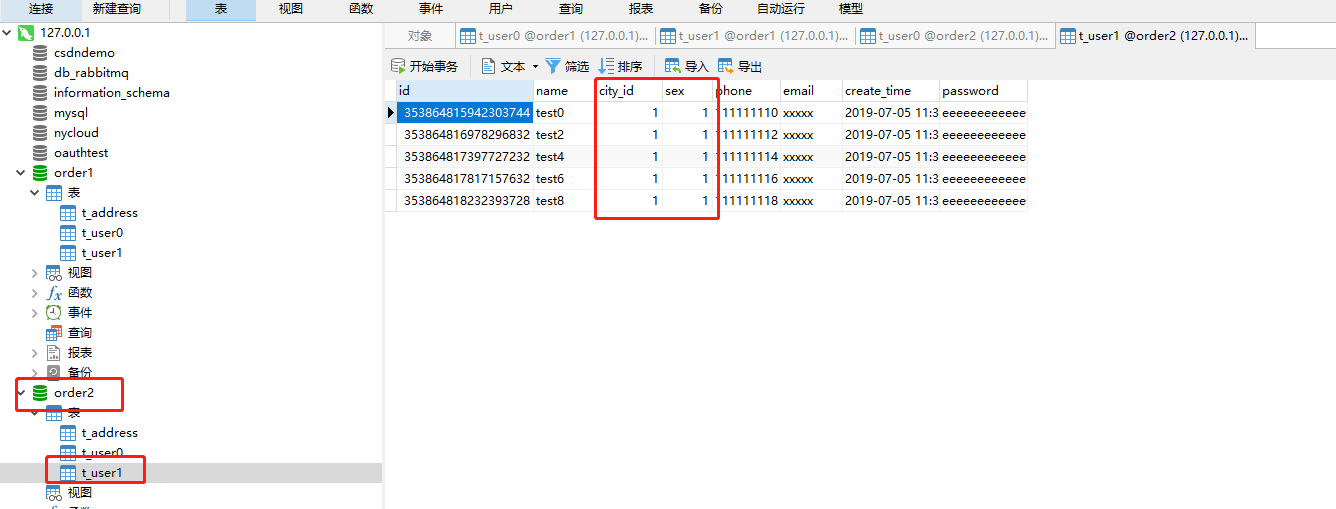 连接 新建查询 表 视图 函数 事件 用户 查询 报表 备份 自动运行 模型
127.0.0.1
csdndemo
db_rabbitmq
information_schema
mysql
nycloud
oauthtest
order1
表
t_address
t_user0
t_user1
视图
fx 函数
事件
查询
报表
备份
order2
表
t_address
t_user0
t_user1
视图
对象 t_user0 @order1 (127.0.0.1)... t_user1 @order1 (127.0.0.1)... t_user0 @order2 (127.0.0.1)... t_user1 @order2 (127.0.0.1)...
开始事务 文本 筛选 排序 导入 导出
id name city_id sex phone email create_time password
353864815942303744 test0 1 1 111111110 xxxxx 2019-07-05 11:3 eeeeeeeeeeee
353864816978296832 test2 1 1 111111112 xxxxx 2019-07-05 11:3 eeeeeeeeeeee
353864817397727232 test4 1 1 111111114 xxxxx 2019-07-05 11:3 eeeeeeeeeeee
353864817817157632 test6 1 1 111111116 xxxxx 2019-07-05 11:3 eeeeeeeeeeee
353864818232393728 test8 1 1 111111118 xxxxx 2019-07-05 11:3 eeeeeeeeeeee